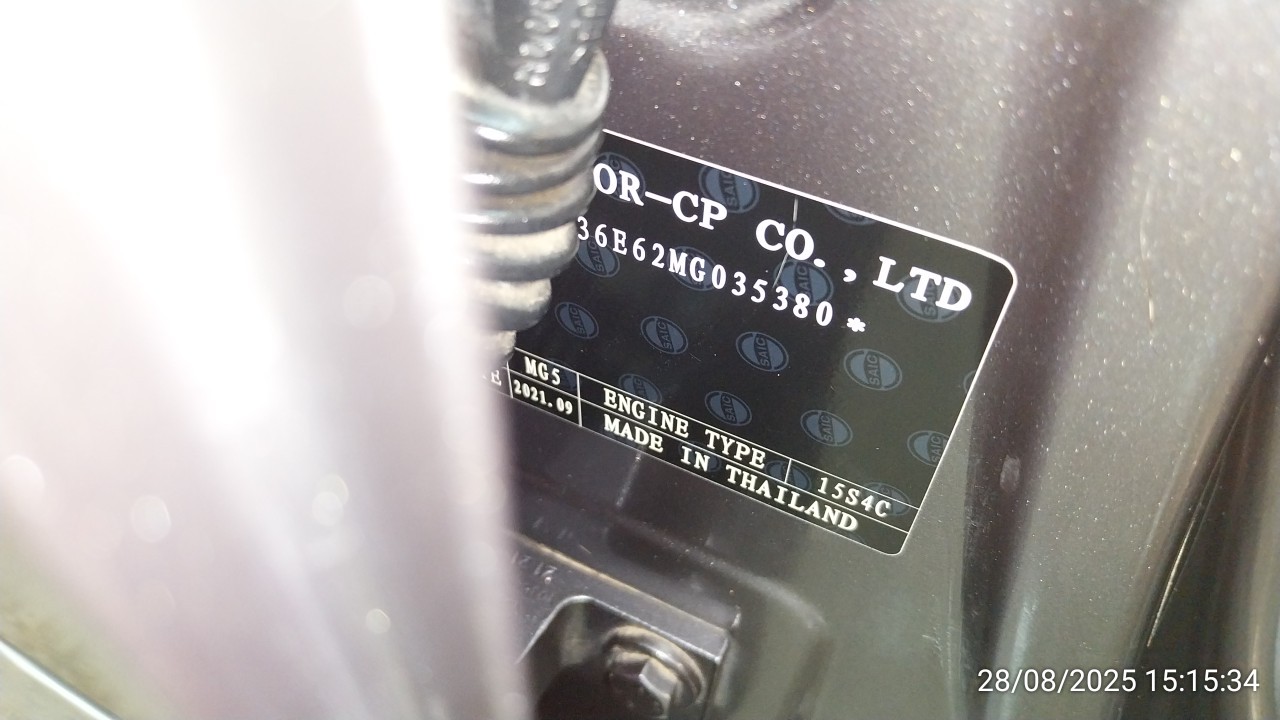 OR-CP CO., LTD
36E62MG035380*
MG5 ENGINE TYPE 15S4C
2021.09 MADE IN THAILAND
SAIC
28/08/2025 15:15:34